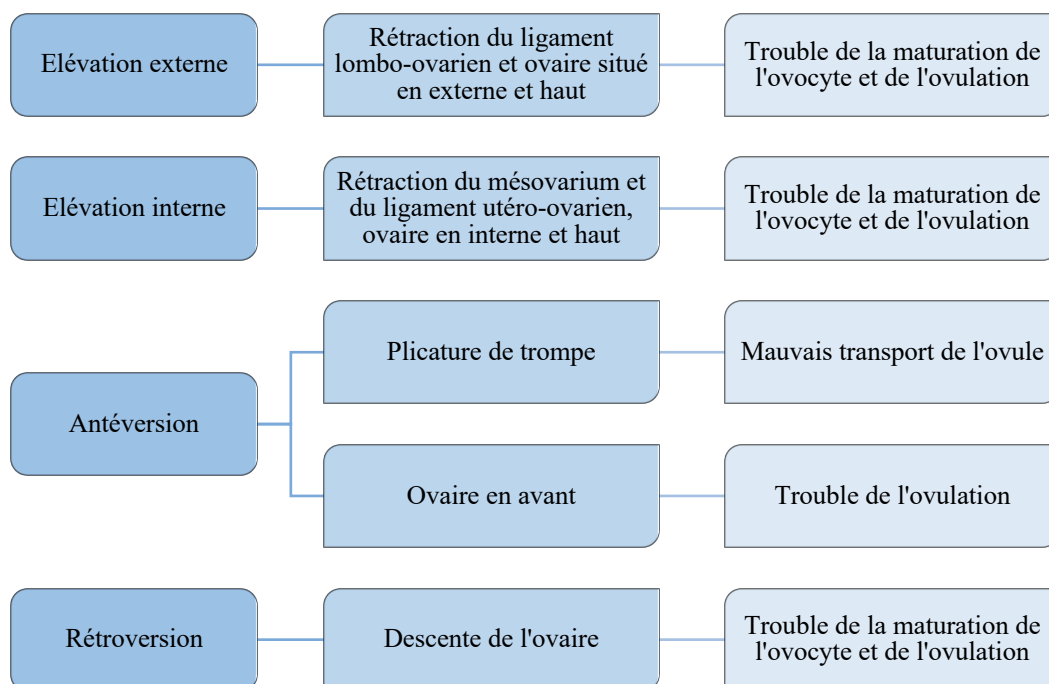 Elévation externe
Rétraction du ligament
lombo-ovarien et ovaire situé
en externe et haut
Trouble de la maturation de
l'ovocyte et de l'ovulation
Elévation interne
Rétraction du mésovarium et
du ligament utéro-ovarien,
ovaire en interne et haut
Trouble de la maturation de
l'ovocyte et de l'ovulation
Antéversion
Plicature de trompe
Mauvais transport de l'ovule
Ovaire en avant
Trouble de l'ovulation
Rétroversion
Descente de l'ovaire
Trouble de la maturation de
l'ovocyte et de l'ovulation